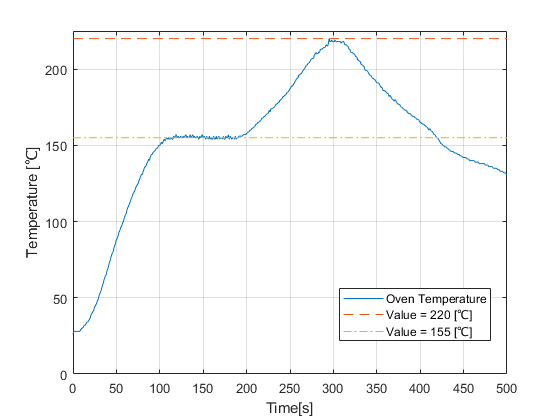 200
150
100
50
0
Temperature [℃]
0 50 100 150 200 250 300 350 400 450 500
Time[s]
Oven Temperature
Value = 220 [℃]
Value = 155 [℃]